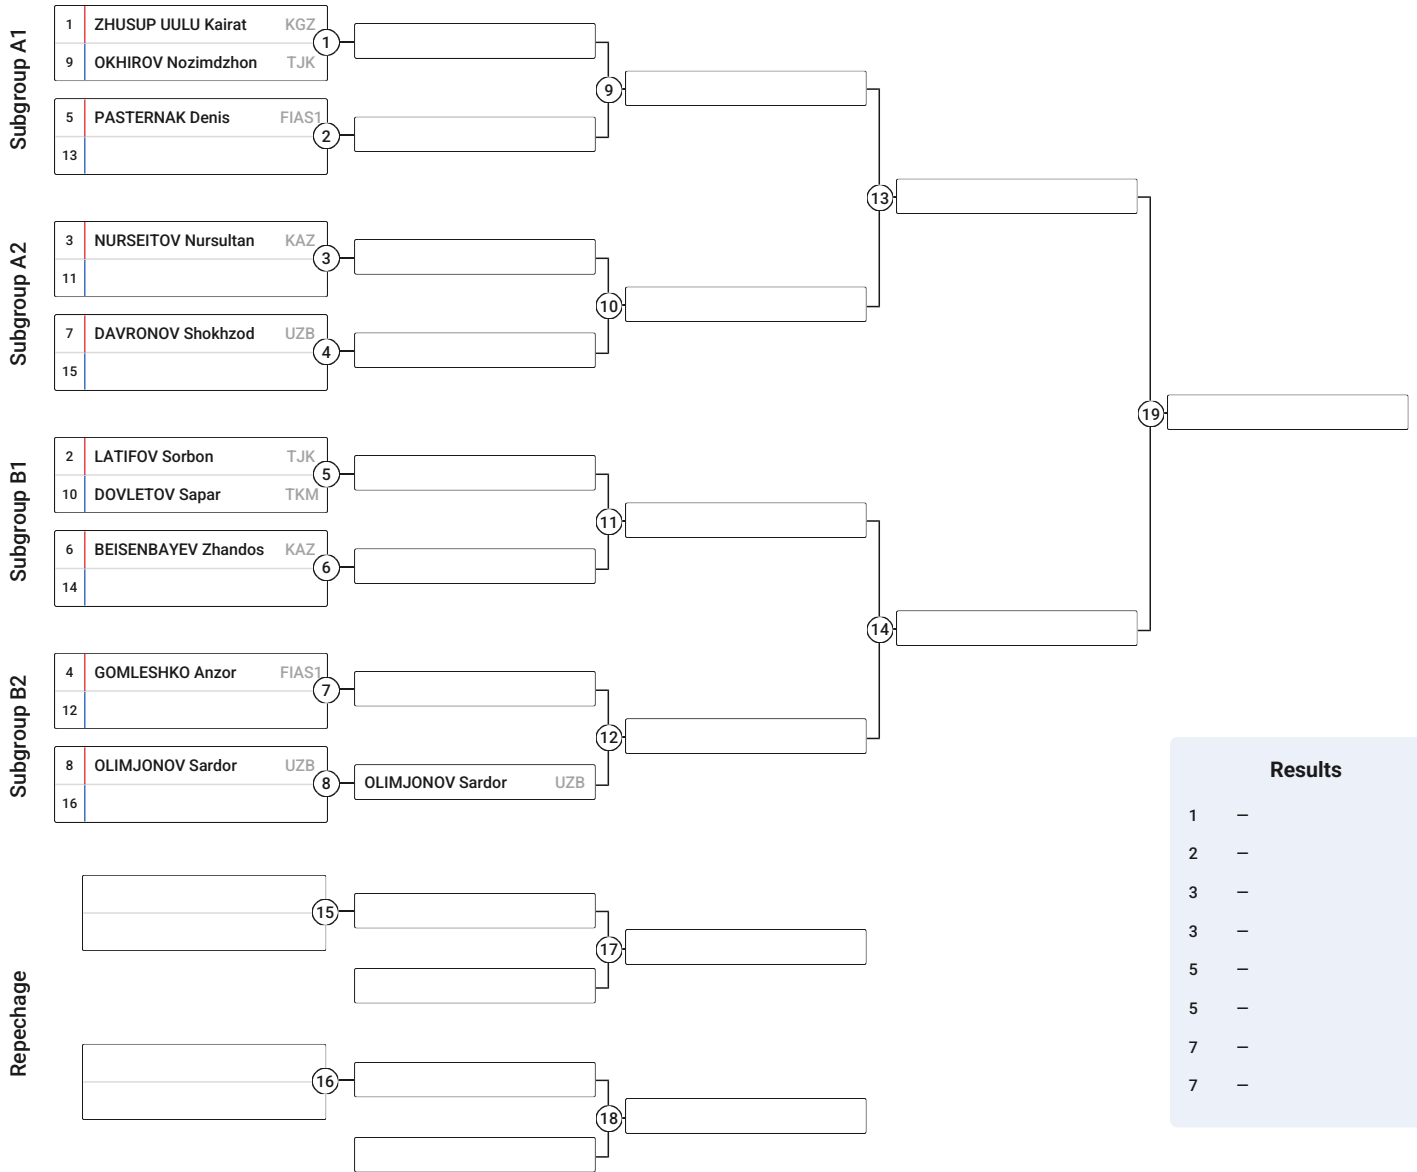 Subgroup A1
1 ZHUSUP UULU Kairat KGZ
9 OKHIROV Nozimdzhon TJK
1
5 PASTERNAK Denis FIAS1
13
2
9
Subgroup A2
3 NURSEITOV Nursultan KAZ
11
3
7 DAVRONOV Shokhzod UZB
15
4
10
13
Subgroup B1
2 LATIFOV Sorbon TJK
10 DOVLETOV Sapar TKM
5
6 BEISENBAYEV Zhandos KAZ
14
6
11
Subgroup B2
4 GOMLESHKO Anzor FIAS1
12
7
8 OLIMJONOV Sardor UZB
16
8
OLIMJONOV Sardor UZB
12
14
19
Repechage
15
17
16
18
Results
1 –
2 –
3 –
3 –
5 –
5 –
7 –
7 –